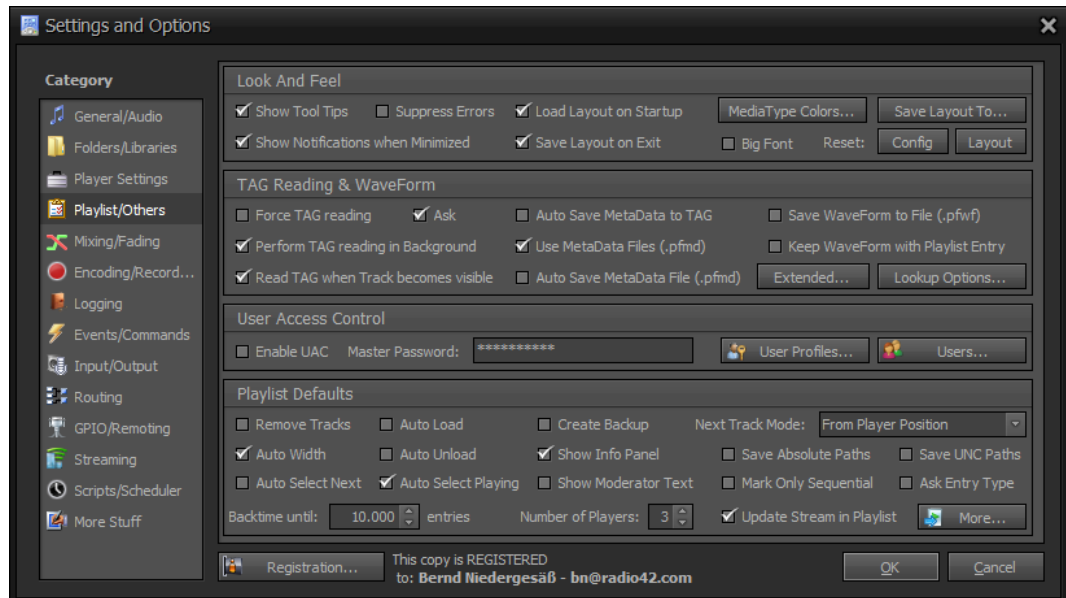 Settings and Options
Category
General/Audio
Folders/Libraries
Player Settings
Playlist/Others
Mixing/Fading
Encoding/Record...
Logging
Events/Commands
Input/Output
Routing
GPIO/Remoting
Streaming
Scripts/Scheduler
More Stuff
Look And Feel
Show Tool Tips Suppress Errors Load Layout on Startup MediaType Colors... Save Layout To...
Show Notifications when Minimized Save Layout on Exit Big Font Reset: Config Layout
TAG Reading & WaveForm
Force TAG reading Ask Auto Save MetaData to TAG Save WaveForm to File (.pfwf)
Perform TAG reading in Background Use MetaData Files (.pfmd) Keep WaveForm with Playlist Entry
Read TAG when Track becomes visible Auto Save MetaData File (.pfmd) Extended... Lookup Options...
User Access Control
Enable UAC Master Password: ********** User Profiles... Users...
Playlist Defaults
Remove Tracks Auto Load Create Backup Next Track Mode: From Player Position
Auto Width Auto Unload Show Info Panel Save Absolute Paths Save UNC Paths
Auto Select Next Auto Select Playing Show Moderator Text Mark Only Sequential Ask Entry Type
Backtime until: 10.000 entries Number of Players: 3 Update Stream in Playlist More...
Registration... This copy is REGISTERED
to: Bernd Niedergesäß - bn@radio42.com
OK Cancel